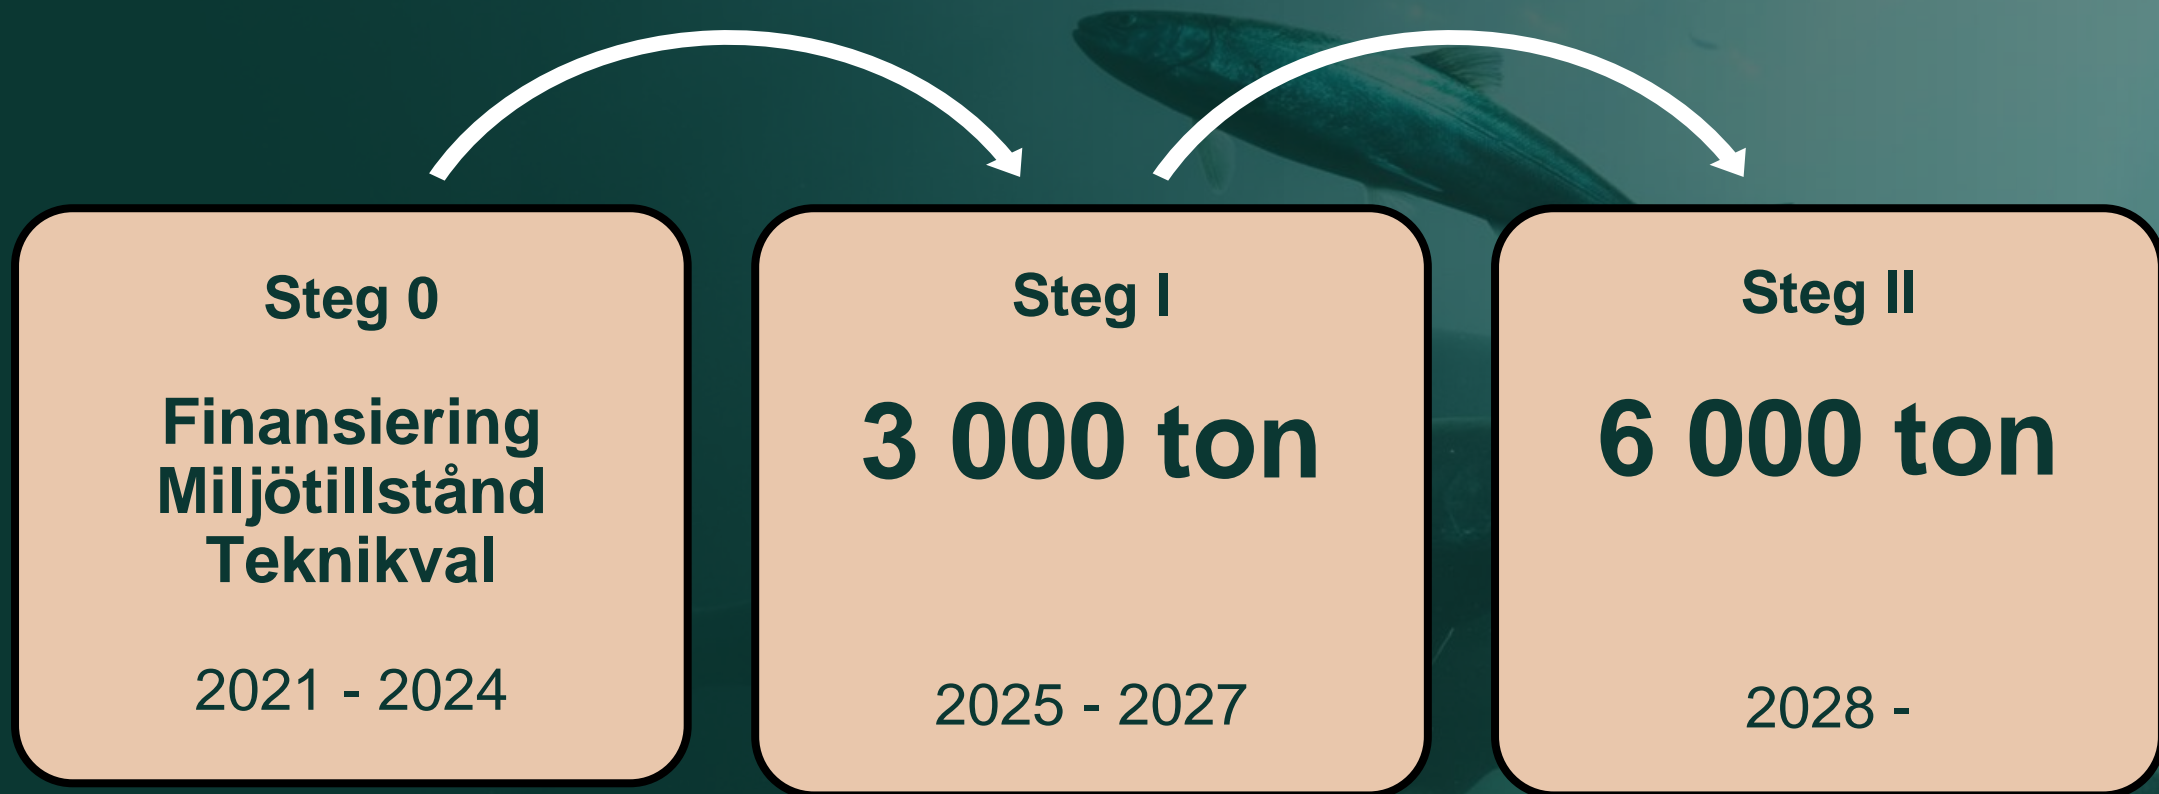 Steg 0
Finansiering
Miljötillstånd
Teknikval
2021 - 2024
Steg I
3 000 ton
2025 - 2027
Steg II
6 000 ton
2028 -